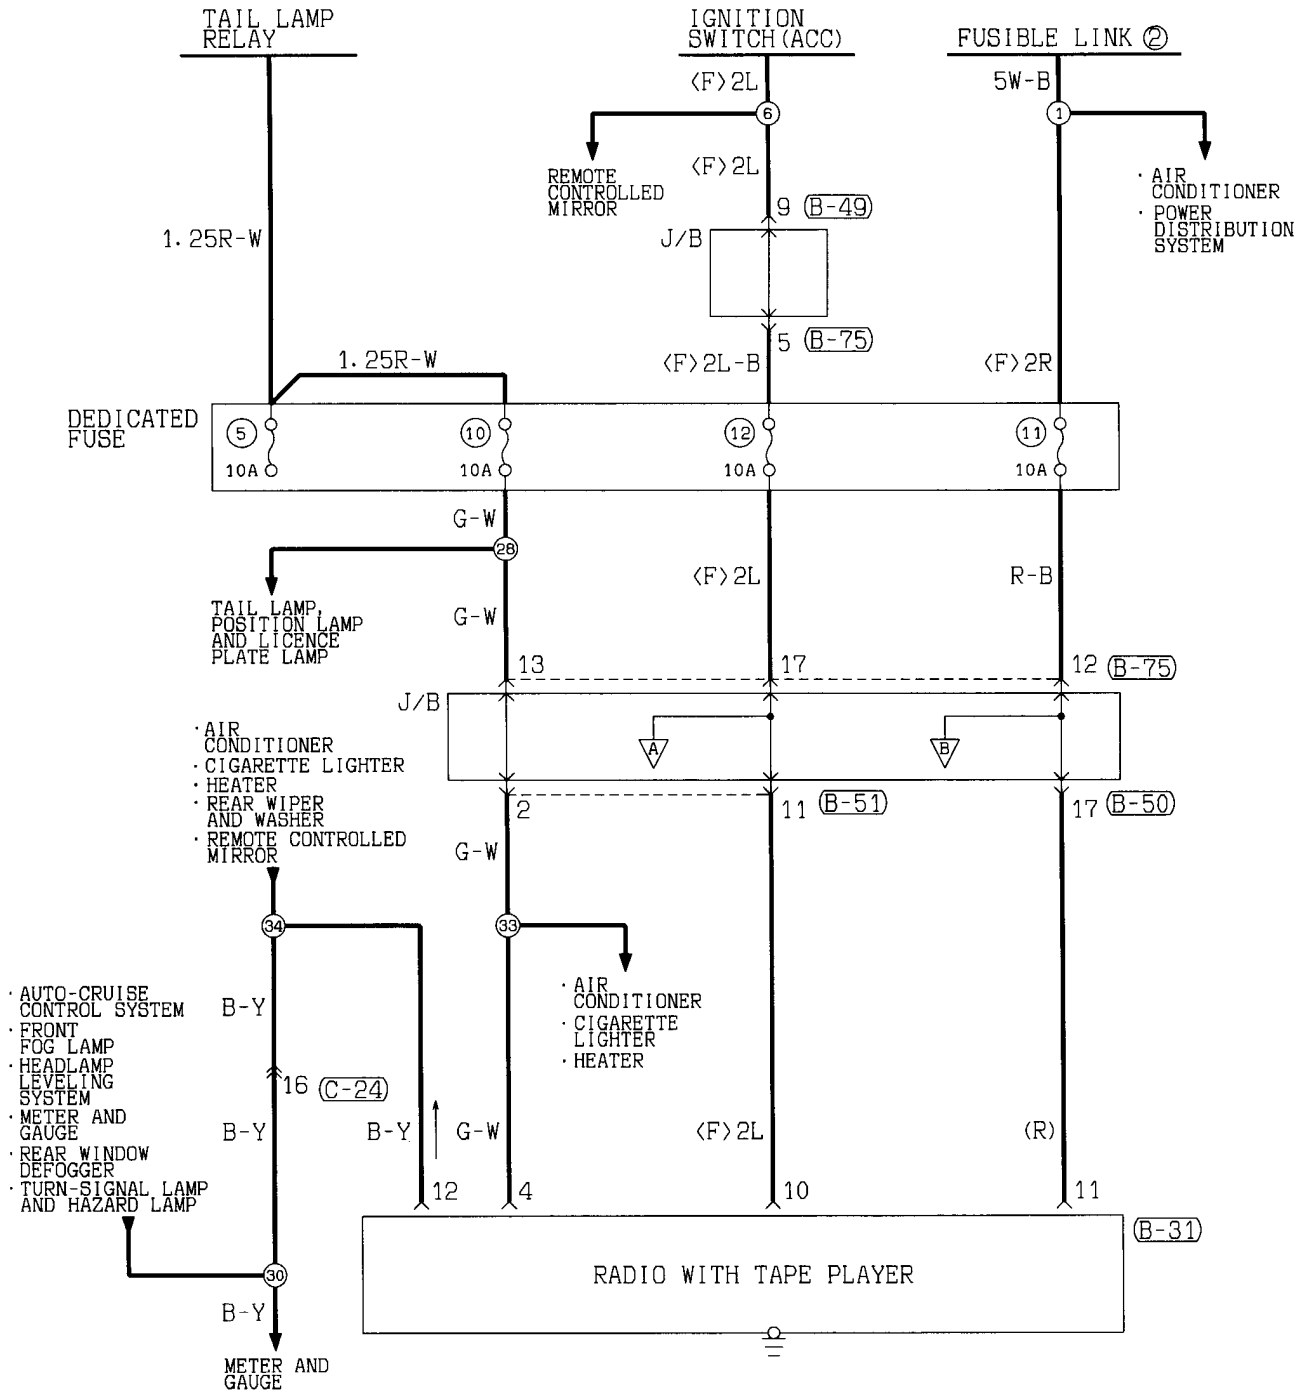 TAIL LAMP
RELAY
IGNITION
SWITCH(ACC)
FUSIBLE LINK ②
<F>2L
5W-B
6
1
REMOTE
CONTROLLED
MIRROR
<F>2L
· AIR
CONDITIONER
· POWER
DISTRIBUTION
SYSTEM
9 (B-49)
J/B
1.25R-W
5 (B-75)
1.25R-W
<F>2L-B
<F>2R
DEDICATED
FUSE
5
10
12
11
10A
10A
10A
10A
G-W
28
<F>2L
R-B
TAIL LAMP,
POSITION LAMP
AND LICENCE
PLATE LAMP
G-W
13
17
12 (B-75)
J/B
A
B
2
11 (B-51)
17 (B-50)
· AIR
CONDITIONER
· CIGARETTE LIGHTER
· HEATER
· REAR WIPER
AND WASHER
· REMOTE CONTROLLED
MIRROR
G-W
34
33
· AIR
CONDITIONER
· CIGARETTE
LIGHTER
· HEATER
· AUTO-CRUISE
CONTROL SYSTEM
· FRONT
FOG LAMP
· HEADLAMP
LEVELING
SYSTEM
· METER AND
GAUGE
· REAR WINDOW
DEFOGGER
· TURN-SIGNAL LAMP
AND HAZARD LAMP
B-Y
16 (C-24)
B-Y
B-Y
G-W
<F>2L
(R)
12
4
10
11
(B-31)
RADIO WITH TAPE PLAYER
30
B-Y
METER AND
GAUGE